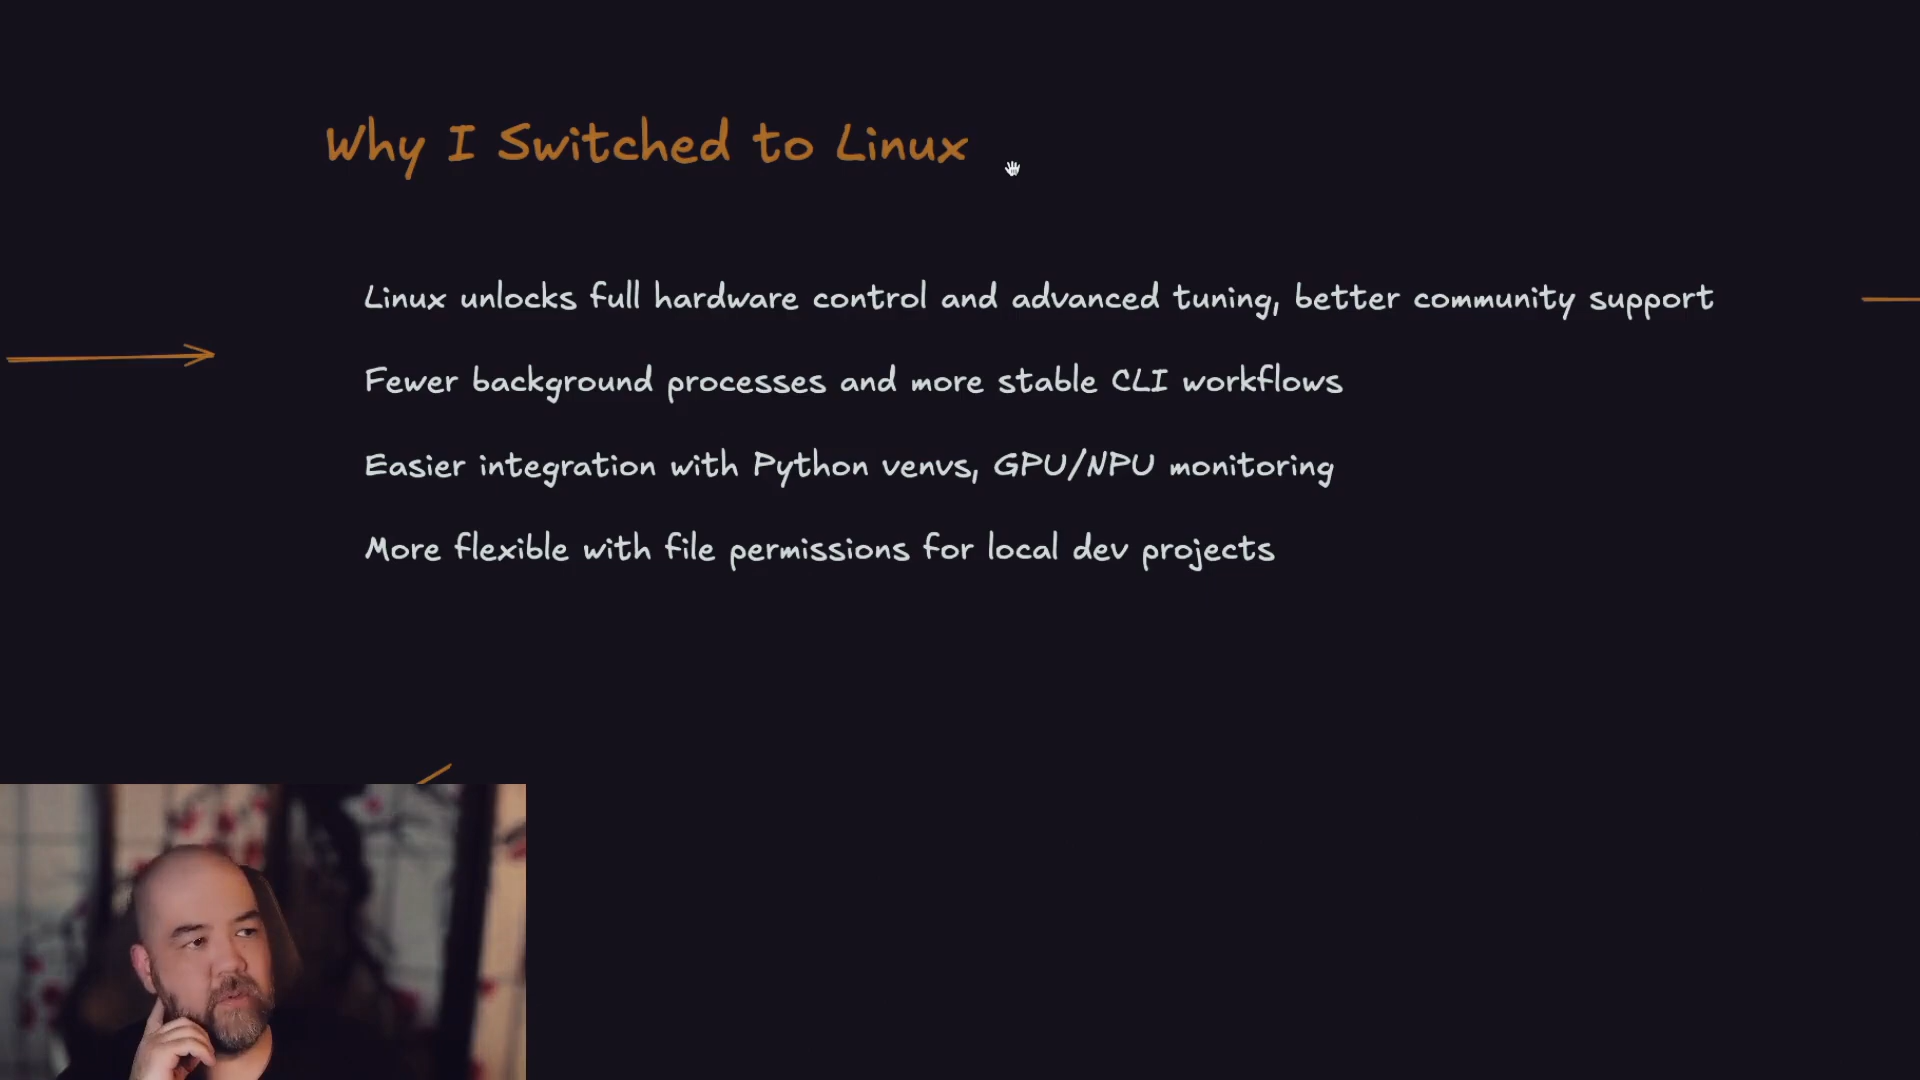 Why I Switched to Linux
Linux unlocks full hardware control and advanced tuning, better community support
Fewer background processes and more stable CLI workflows
Easier integration with Python venvs, GPU/NPU monitoring
More flexible with file permissions for local dev projects